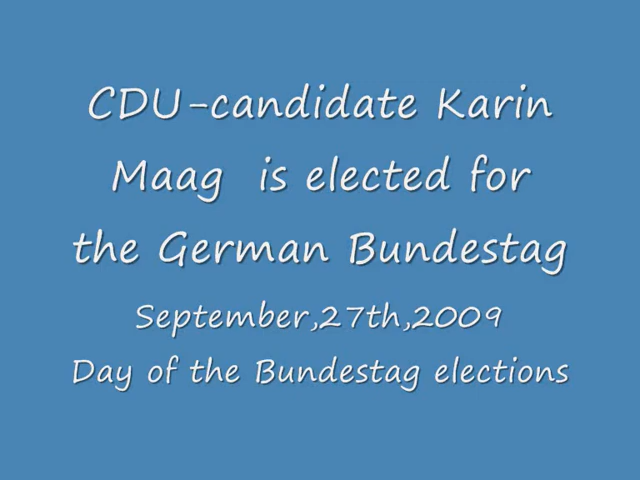 CDU-candidate Karin
Maag is elected for
the German Bundestag
September,27th,2009
Day of the Bundestag elections